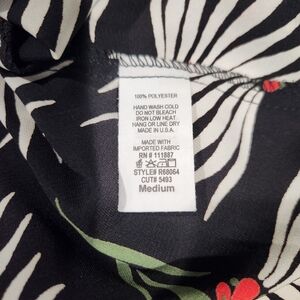 100% POLYESTER
HAND WASH COLD
DO NOT BLEACH
IRON LOW HEAT
HANG OR LINE DRY
MADE IN U.S.A.
MADE WITH
IMPORTED FABRIC
RN # 111887
STYLE# R68064
CUT# 5493
Medium